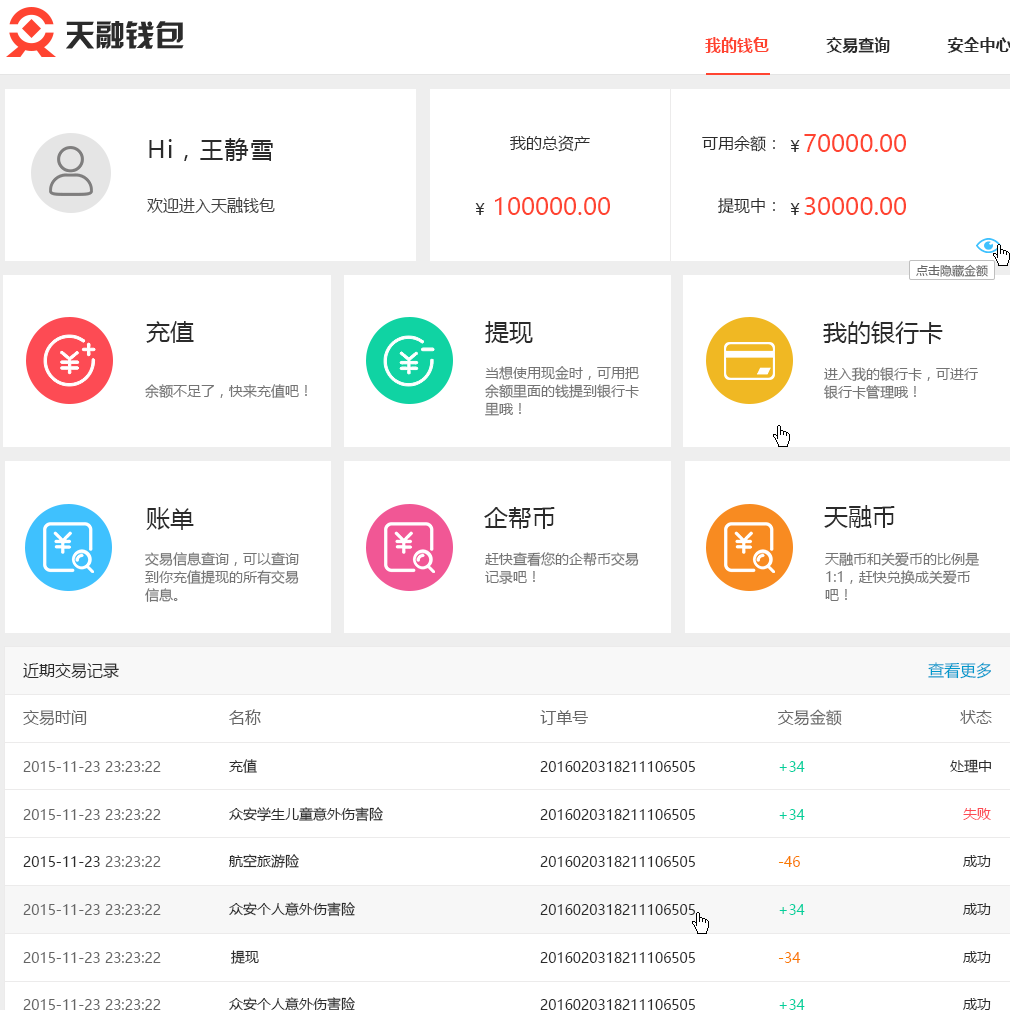 天融钱包
我的钱包 交易查询 安全中心
Hi，王静雪
欢迎进入天融钱包
我的总资产
¥ 100000.00
可用余额： ¥ 70000.00
提现中： ¥ 30000.00
点击隐藏金额
充值
余额不足了，快来充值吧！
提现
当想使用现金时，可用把
余额里面的钱提到银行卡
里哦！
我的银行卡
进入我的银行卡，可进行
银行卡管理哦！
账单
交易信息查询，可以查询
到你充值提现的所有交易
信息。
企帮币
赶快查看您的企帮币交易
记录吧！
天融币
天融币和关爱币的比例是
1:1，赶快兑换成关爱币
吧！
近期交易记录 查看更多
交易时间 名称 订单号 交易金额 状态
2015-11-23 23:23:22 充值 2016020318211106505 +34 处理中
2015-11-23 23:23:22 众安学生儿童意外伤害险 2016020318211106505 +34 失败
2015-11-23 23:23:22 航空旅游险 2016020318211106505 -46 成功
2015-11-23 23:23:22 众安个人意外伤害险 2016020318211106505 +34 成功
2015-11-23 23:23:22 提现 2016020318211106505 -34 成功
2015-11-23 23:23:22 众安个人意外伤害险 2016020318211106505 +34 成功